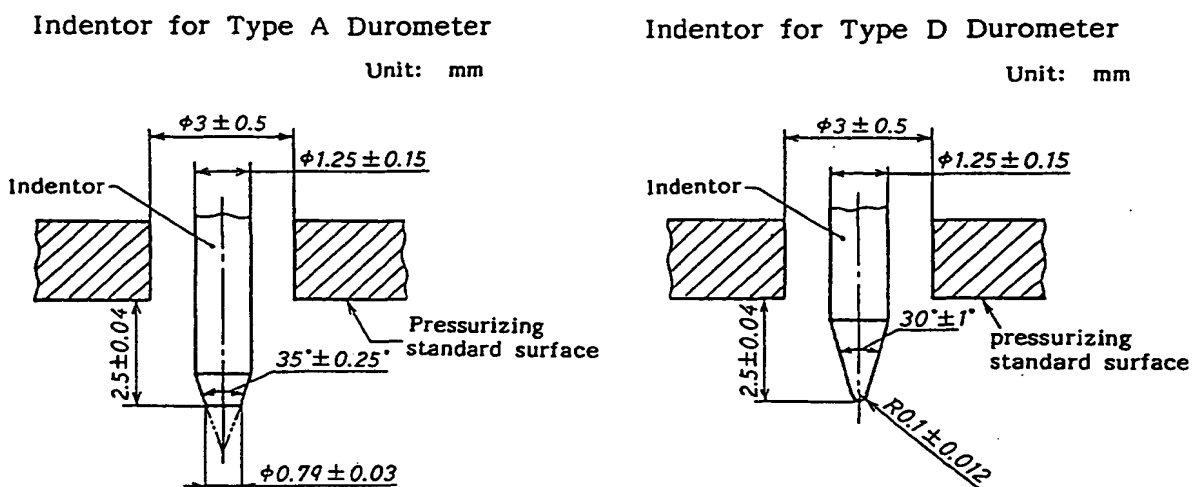 Indentor for Type A Durometer
Unit: mm
φ3±0.5
φ1.25±0.15
Indentor
2.5±0.04
Pressurizing
standard surface
35°±0.25°
φ0.79±0.03
Indentor for Type D Durometer
Unit: mm
φ3±0.5
φ1.25±0.15
Indentor
2.5±0.04
30°±1°
pressurizing
standard surface
R0.1±0.012